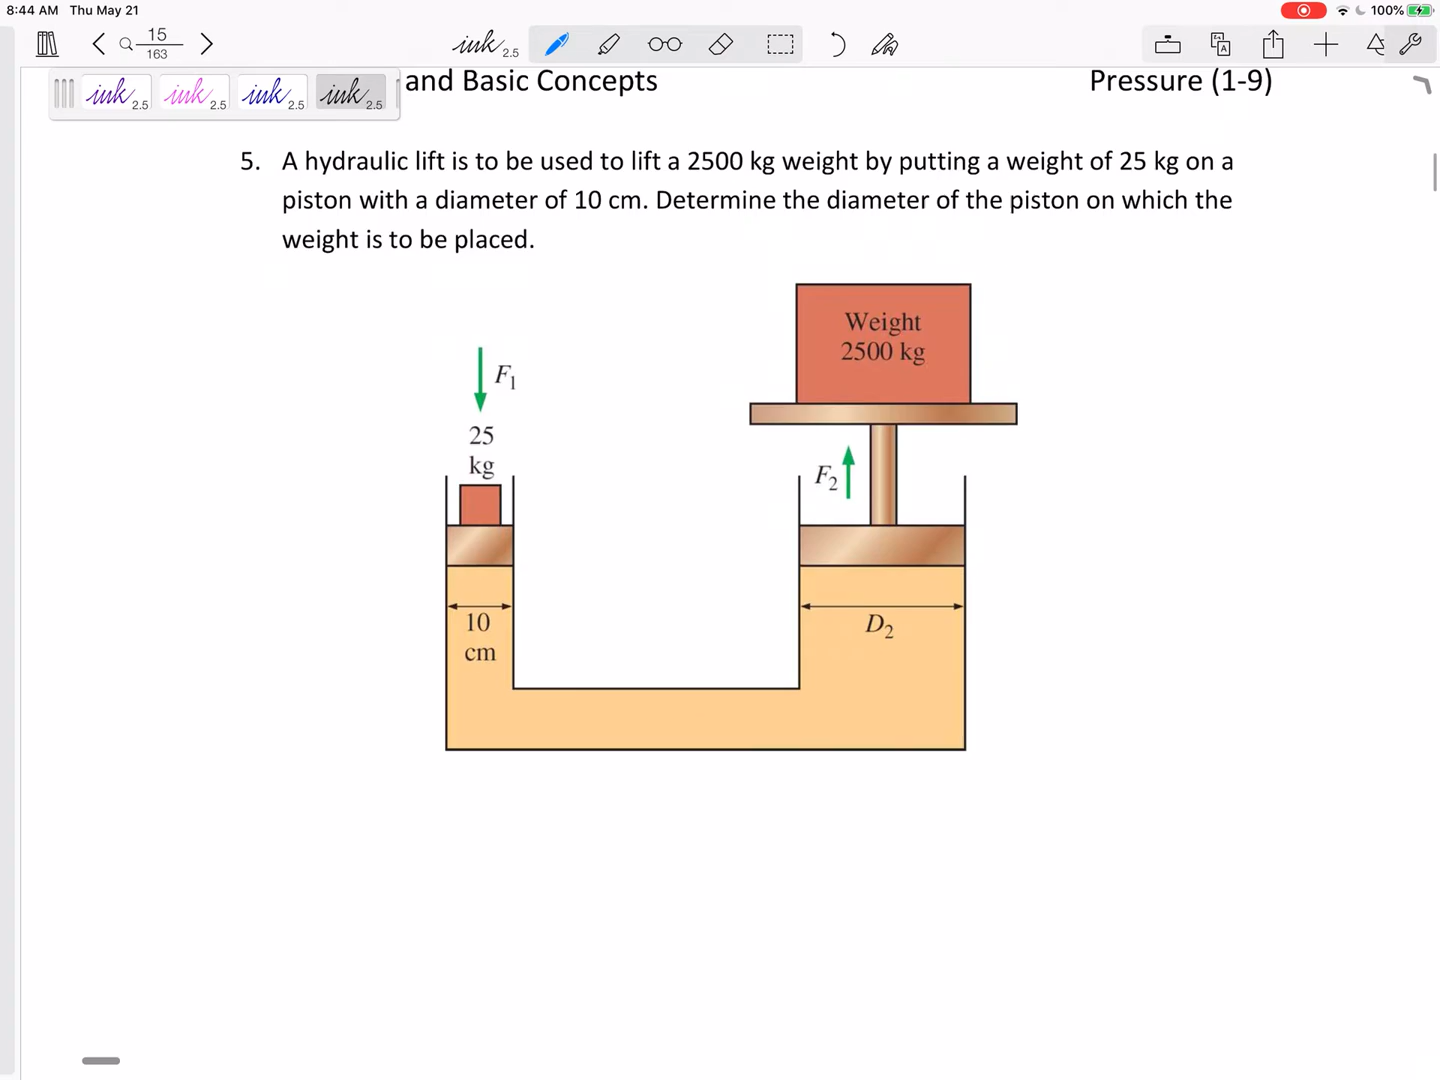 8:44 AM Thu May 21
100%
15
163
ink 2.5
ink 2.5
ink 2.5
ink 2.5
ink 2.5
and Basic Concepts
Pressure (1-9)
5. A hydraulic lift is to be used to lift a 2500 kg weight by putting a weight of 25 kg on a
piston with a diameter of 10 cm. Determine the diameter of the piston on which the
weight is to be placed.
Weight
2500 kg
F1
25
kg
F2
10
cm
D2